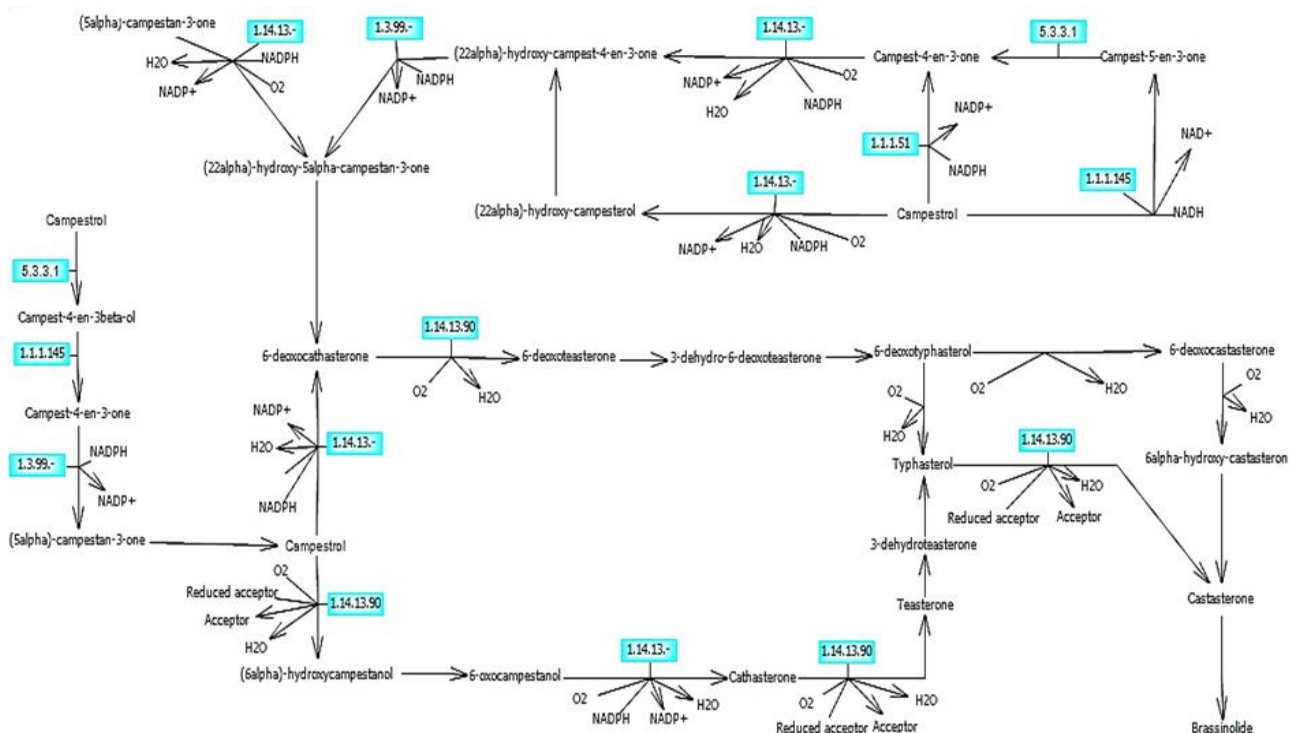 (5alpha)-campestan-3-one
1.14.13.-
H2O
NADPH
NADP+
O2
1.3.99.-
NADPH
NADP+
(22alpha)-hydroxy-campest-4-en-3-one
1.14.13.-
NADP+
H2O
NADPH
O2
Campest-4-en-3-one
5.3.3.1
Campest-5-en-3-one
1.1.1.51
NADP+
NADPH
NAD+
1.1.1.145
NADH
(22alpha)-hydroxy-5alpha-campestan-3-one
(22alpha)-hydroxy-campesterol
1.14.13.-
NADP+
H2O
NADPH
O2
Campestrol
Campestrol
5.3.3.1
Campest-4-en-3beta-ol
1.1.1.145
Campest-4-en-3-one
1.3.99.-
NADPH
NADP+
(5alpha)-campestan-3-one
6-deoxocathasterone
1.14.13.90
O2
H2O
6-deoxoteasterone
3-dehydro-6-deoxoteasterone
6-deoxotyphasterol
O2
H2O
6-deoxocastasterone
O2
H2O
O2
H2O
NADP+
H2O
NADPH
1.14.13.-
Typhasterol
1.14.13.90
O2
Reduced acceptor
Acceptor
H2O
6alpha-hydroxy-castasteron
Campestrol
O2
Reduced acceptor
Acceptor
H2O
1.14.13.90
3-dehydroteasterone
Teasterone
Castasterone
(6alpha)-hydroxycampestanol
6-oxocampestanol
1.14.13.-
O2
NADPH
NADP+
H2O
Cathasterone
1.14.13.90
O2
Reduced acceptor
Acceptor
H2O
Brassinolide